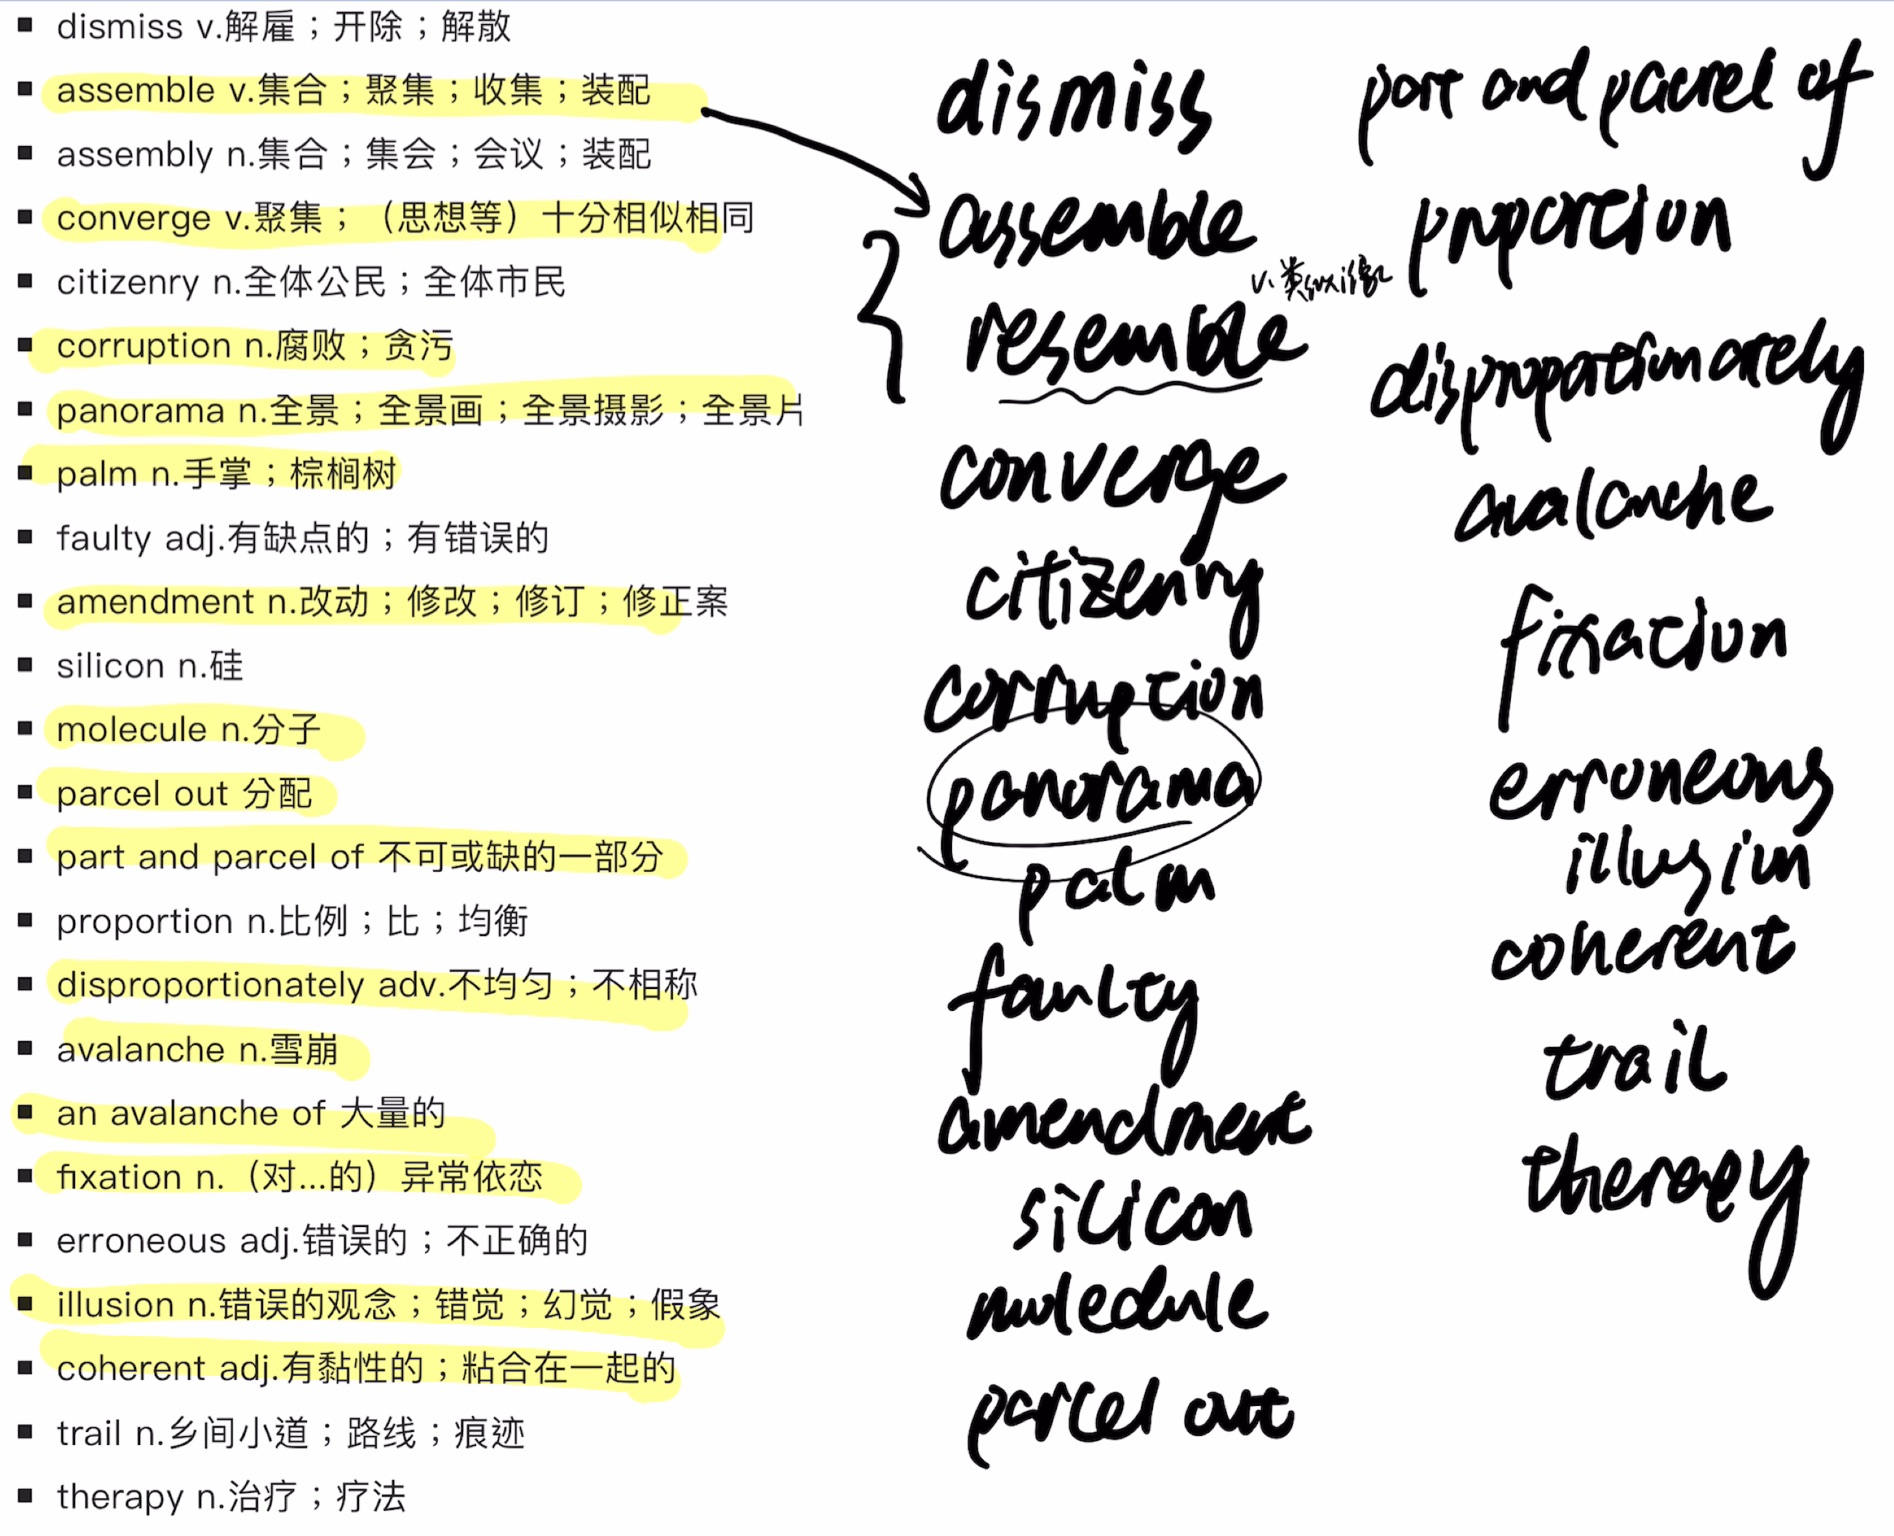 dismiss v.解雇；开除；解散
assemble v.集合；聚集；收集；装配
assembly n.集合；集会；会议；装配
converge v.聚集；（思想等）十分相似相同
citizenry n.全体公民；全体市民
corruption n.腐败；贪污
panorama n.全景；全景画；全景摄影；全景片
palm n.手掌；棕榈树
faulty adj.有缺点的；有错误的
amendment n.改动；修改；修订；修正案
silicon n.硅
molecule n.分子
parcel out 分配
part and parcel of 不可或缺的一部分
proportion n.比例；比；均衡
disproportionately adv.不均匀；不相称
avalanche n.雪崩
an avalanche of 大量的
fixation n.（对...的）异常依恋
erroneous adj.错误的；不正确的
illusion n.错误的观念；错觉；幻觉；假象
coherent adj.有黏性的；粘合在一起的
trail n.乡间小道；路线；痕迹
therapy n.治疗；疗法
dismiss
assemble
resemble v.类似；像
converge
citizenry
corruption
panorama
palm
faulty
amendment
silicon
molecule
parcel out
part and parcel of
proportion
disproportionately
avalanche
fixation
erroneous
illusion
coherent
trail
therapy